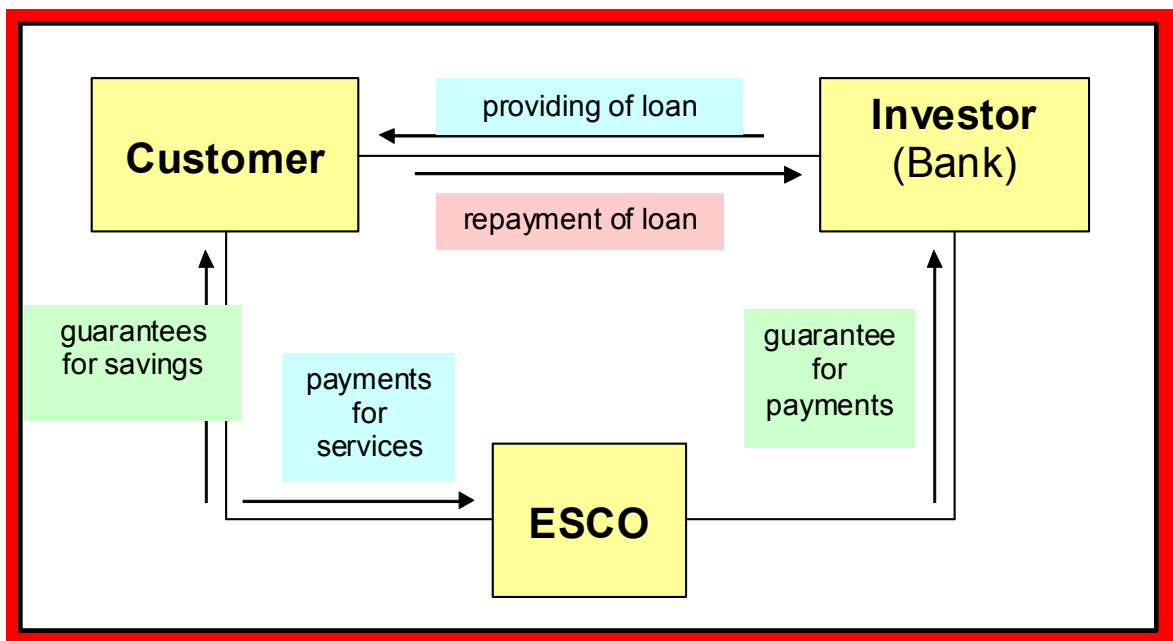 providing of loan
Customer
Investor
(Bank)
repayment of loan
guarantees
for savings
payments
for
services
guarantee
for
payments
ESCO